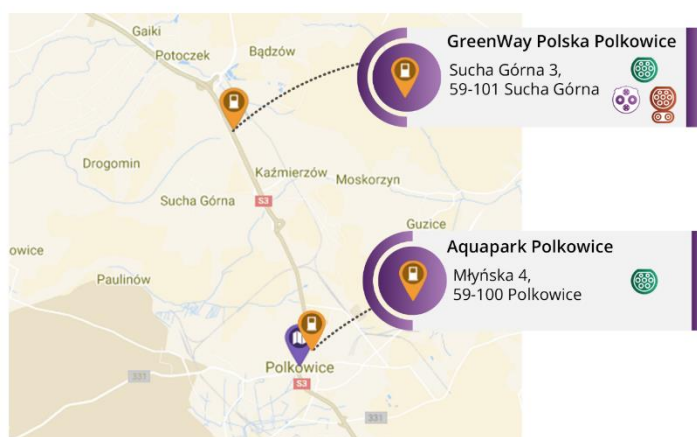 Gaiki
Potoczek
Bądzów
Drogomin
Kaźmierzów
Moskorzyn
Sucha Górna
S3
Guzice
owice
Paulinów
Polkowice
S3
331
331
GreenWay Polska Polkowice
Sucha Górna 3,
59-101 Sucha Górna
Aquapark Polkowice
Młyńska 4,
59-100 Polkowice